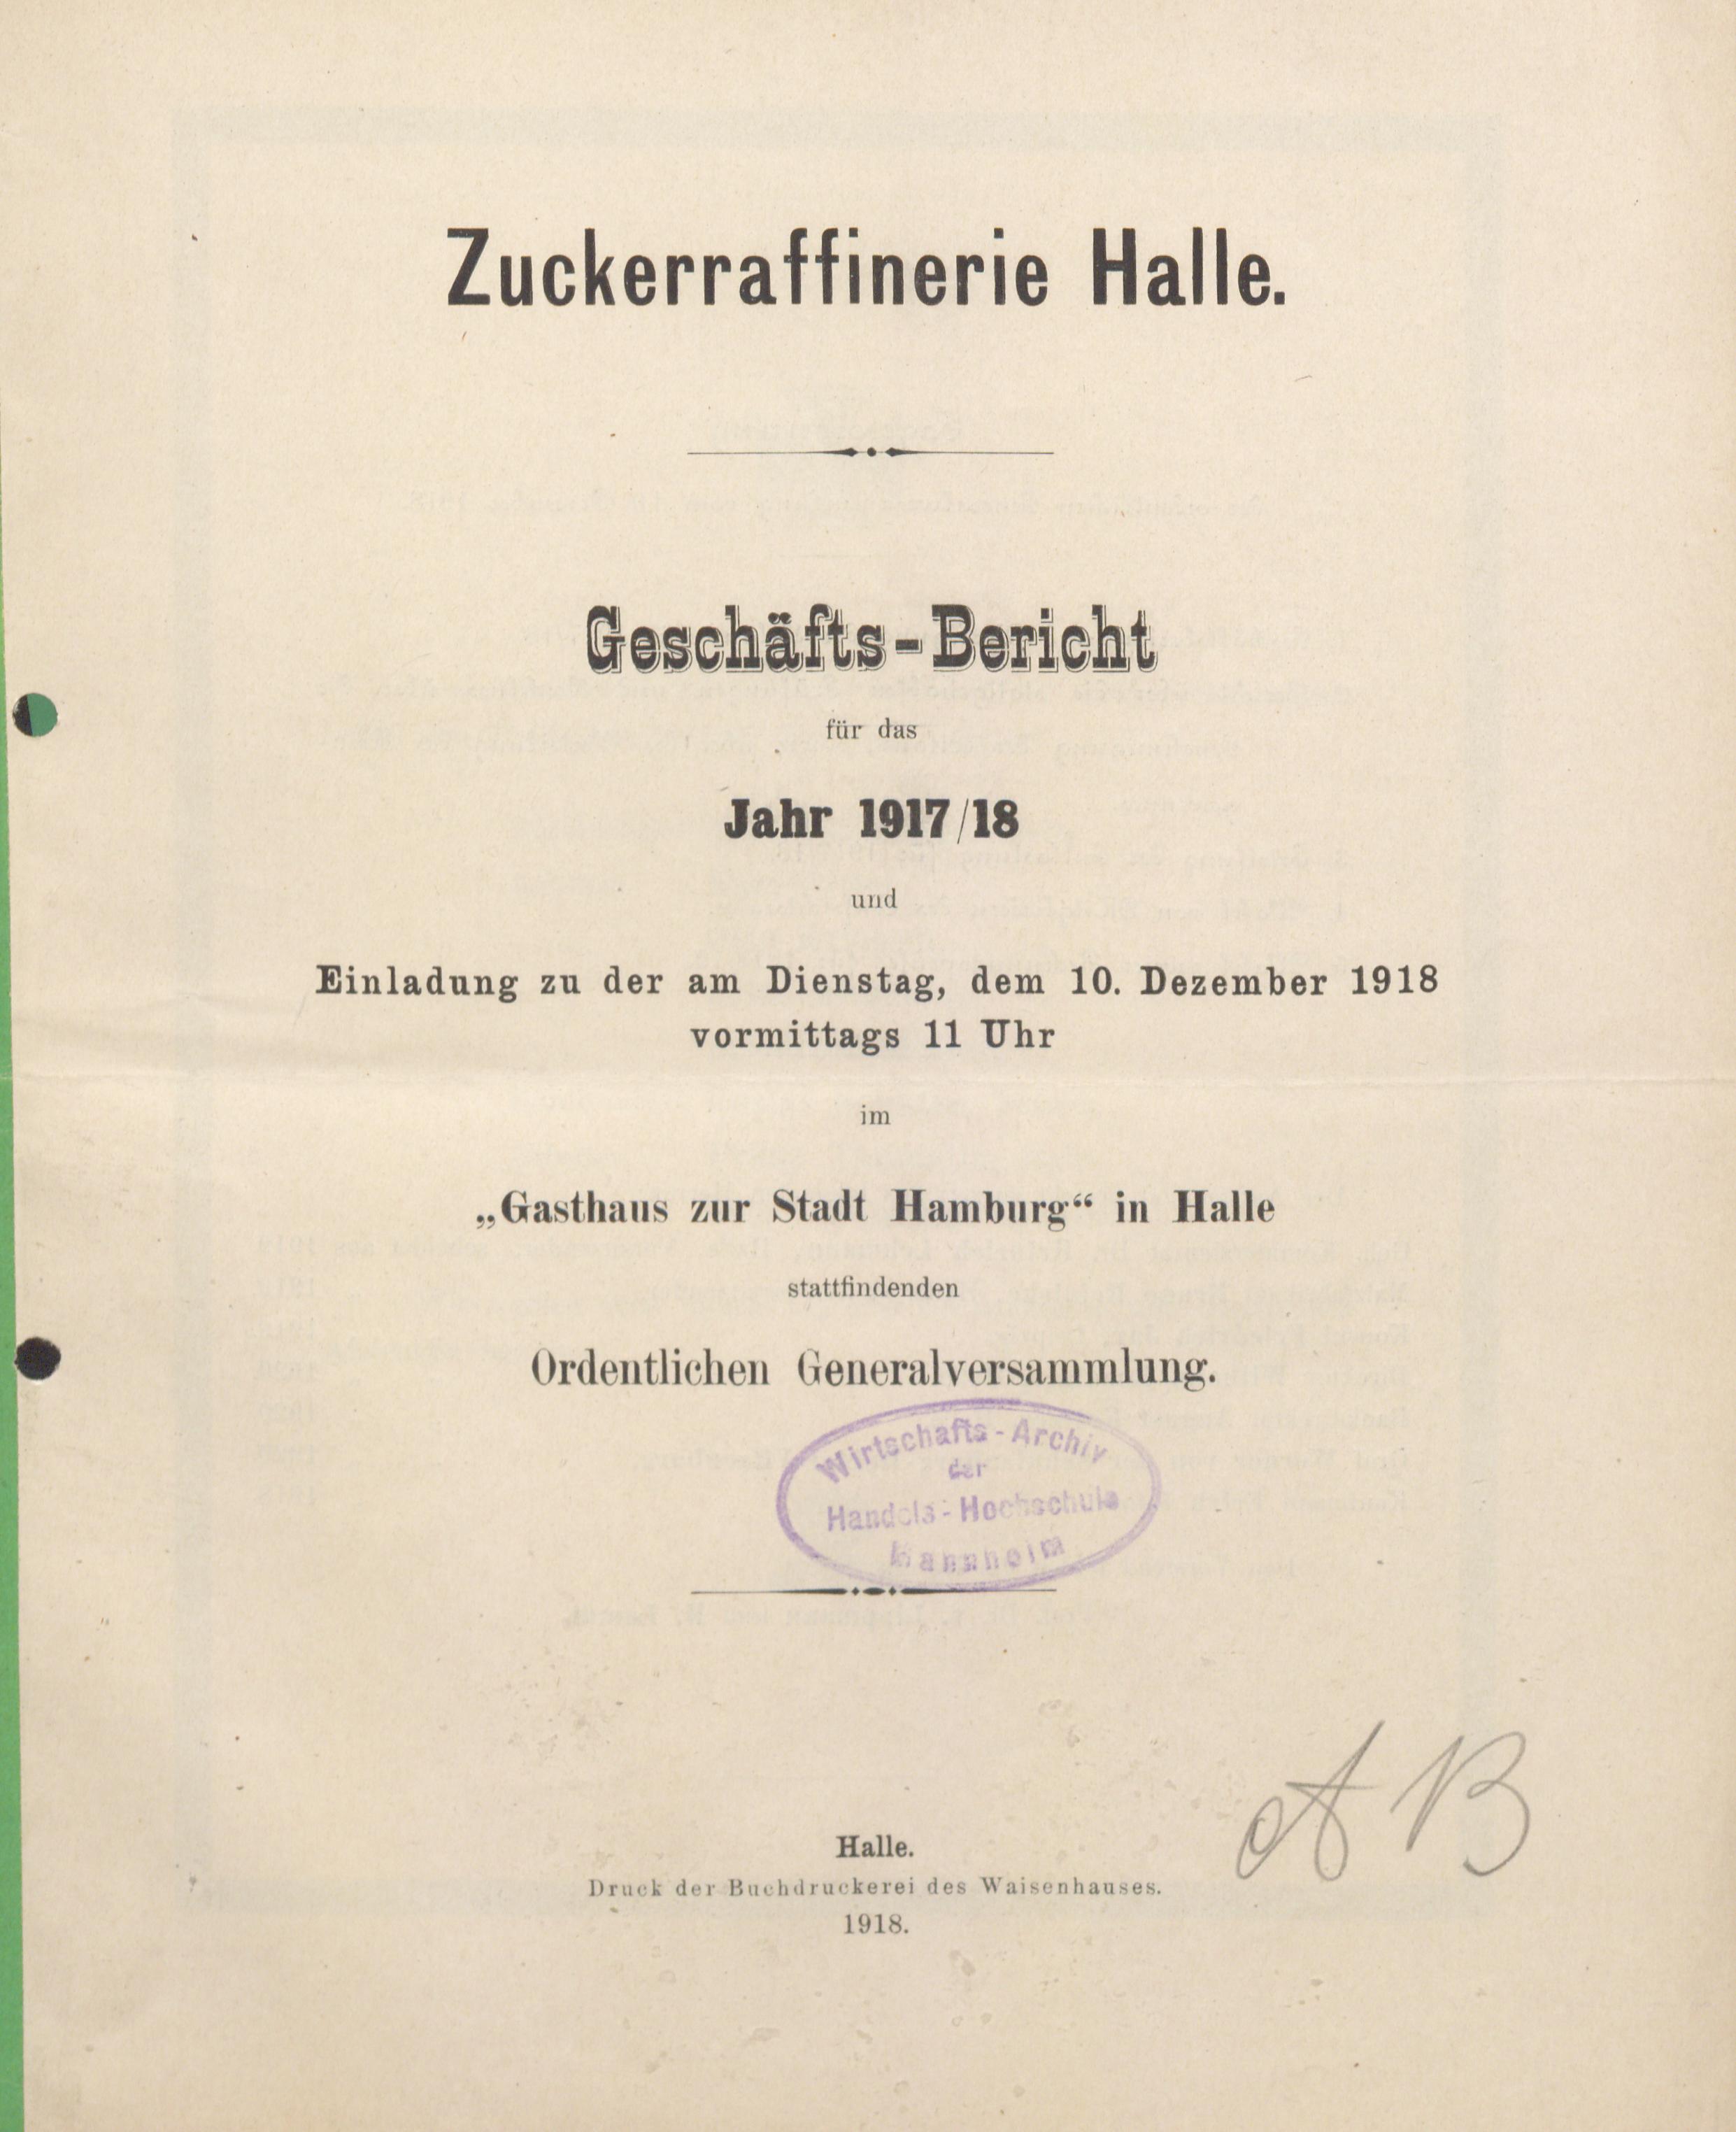 Zuckerraffinerie Halle.
Geschäfts-Bericht
für das
Jahr 1917/18
und
Einladung zu der am Dienstag, dem 10. Dezember 1918
vormittags 11 Uhr
im
„Gasthaus zur Stadt Hamburg“ in Halle
stattfindenden
Ordentlichen Generalversammlung.
Wirtschafts-Archiv
der
Handels-Hochschule
Mannheim
AB
Halle.
Druck der Buchdruckerei des Waisenhauses.
1918.